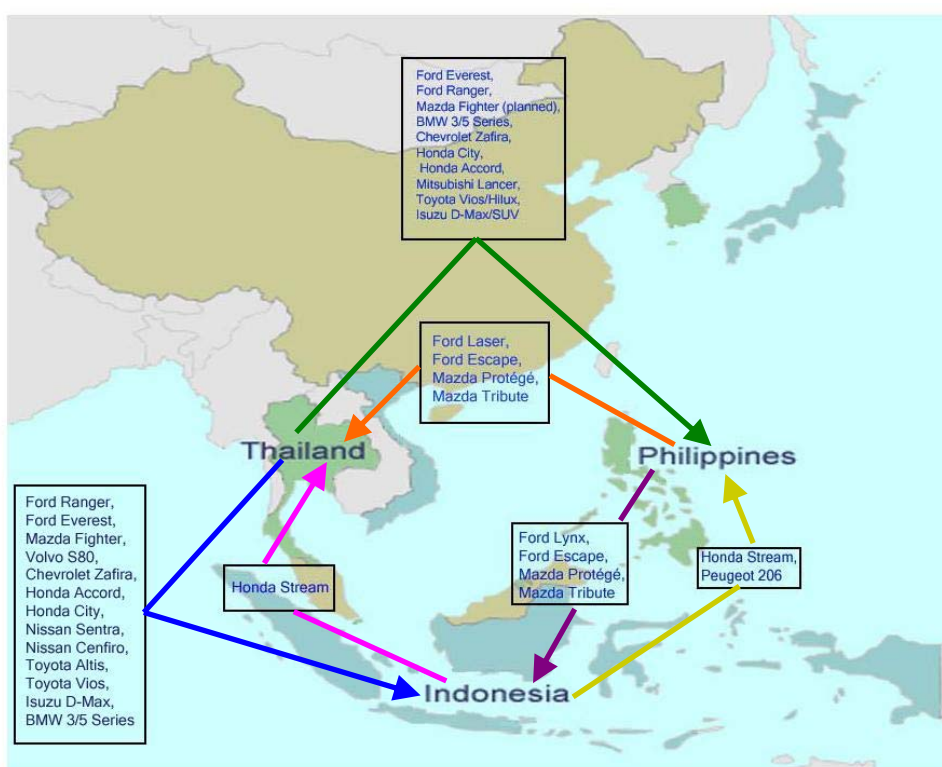 Ford Everest,
Ford Ranger,
Mazda Fighter (planned),
BMW 3/5 Series,
Chevrolet Zafira,
Honda City,
Honda Accord,
Mitsubishi Lancer,
Toyota Vios/Hilux,
Isuzu D-Max/SUV
Ford Laser,
Ford Escape,
Mazda Protégé,
Mazda Tribute
Thailand
Philippines
Ford Ranger,
Ford Everest,
Mazda Fighter,
Volvo S80,
Chevrolet Zafira,
Honda Accord,
Honda City,
Nissan Sentra,
Nissan Cenfiro,
Toyota Altis,
Toyota Vios,
Isuzu D-Max,
BMW 3/5 Series
Honda Stream
Ford Lynx,
Ford Escape,
Mazda Protégé,
Mazda Tribute
Honda Stream,
Peugeot 206
Indonesia